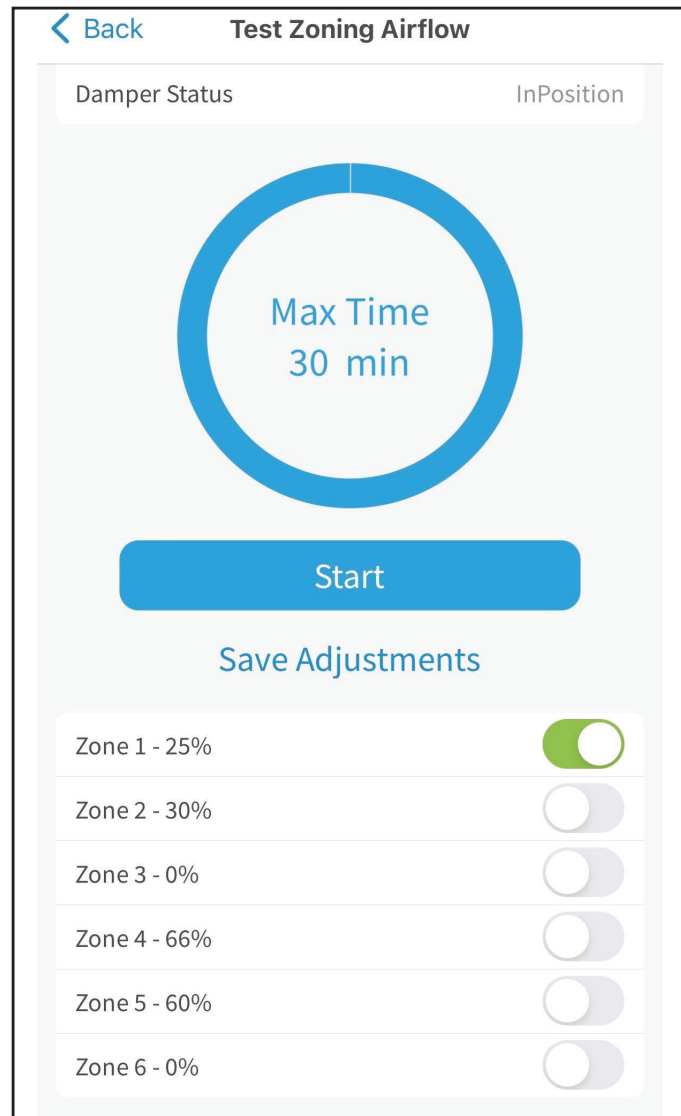 Back
Test Zoning Airflow
Damper Status
InPosition
Max Time
30 min
Start
Save Adjustments
Zone 1 - 25%
Zone 2 - 30%
Zone 3 - 0%
Zone 4 - 66%
Zone 5 - 60%
Zone 6 - 0%